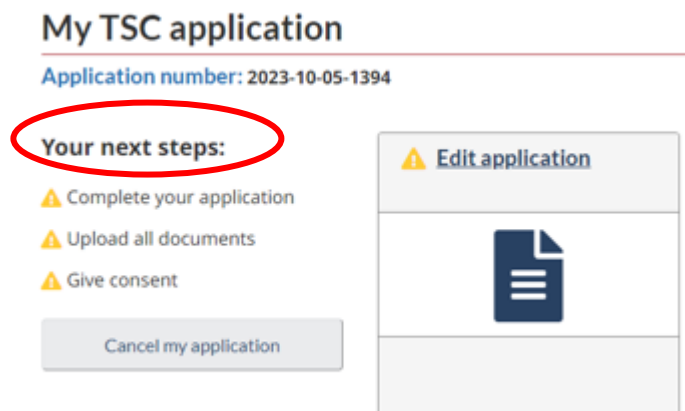 My TSC application
Application number: 2023-10-05-1394
Your next steps:
Complete your application
Upload all documents
Give consent
Cancel my application
Edit application